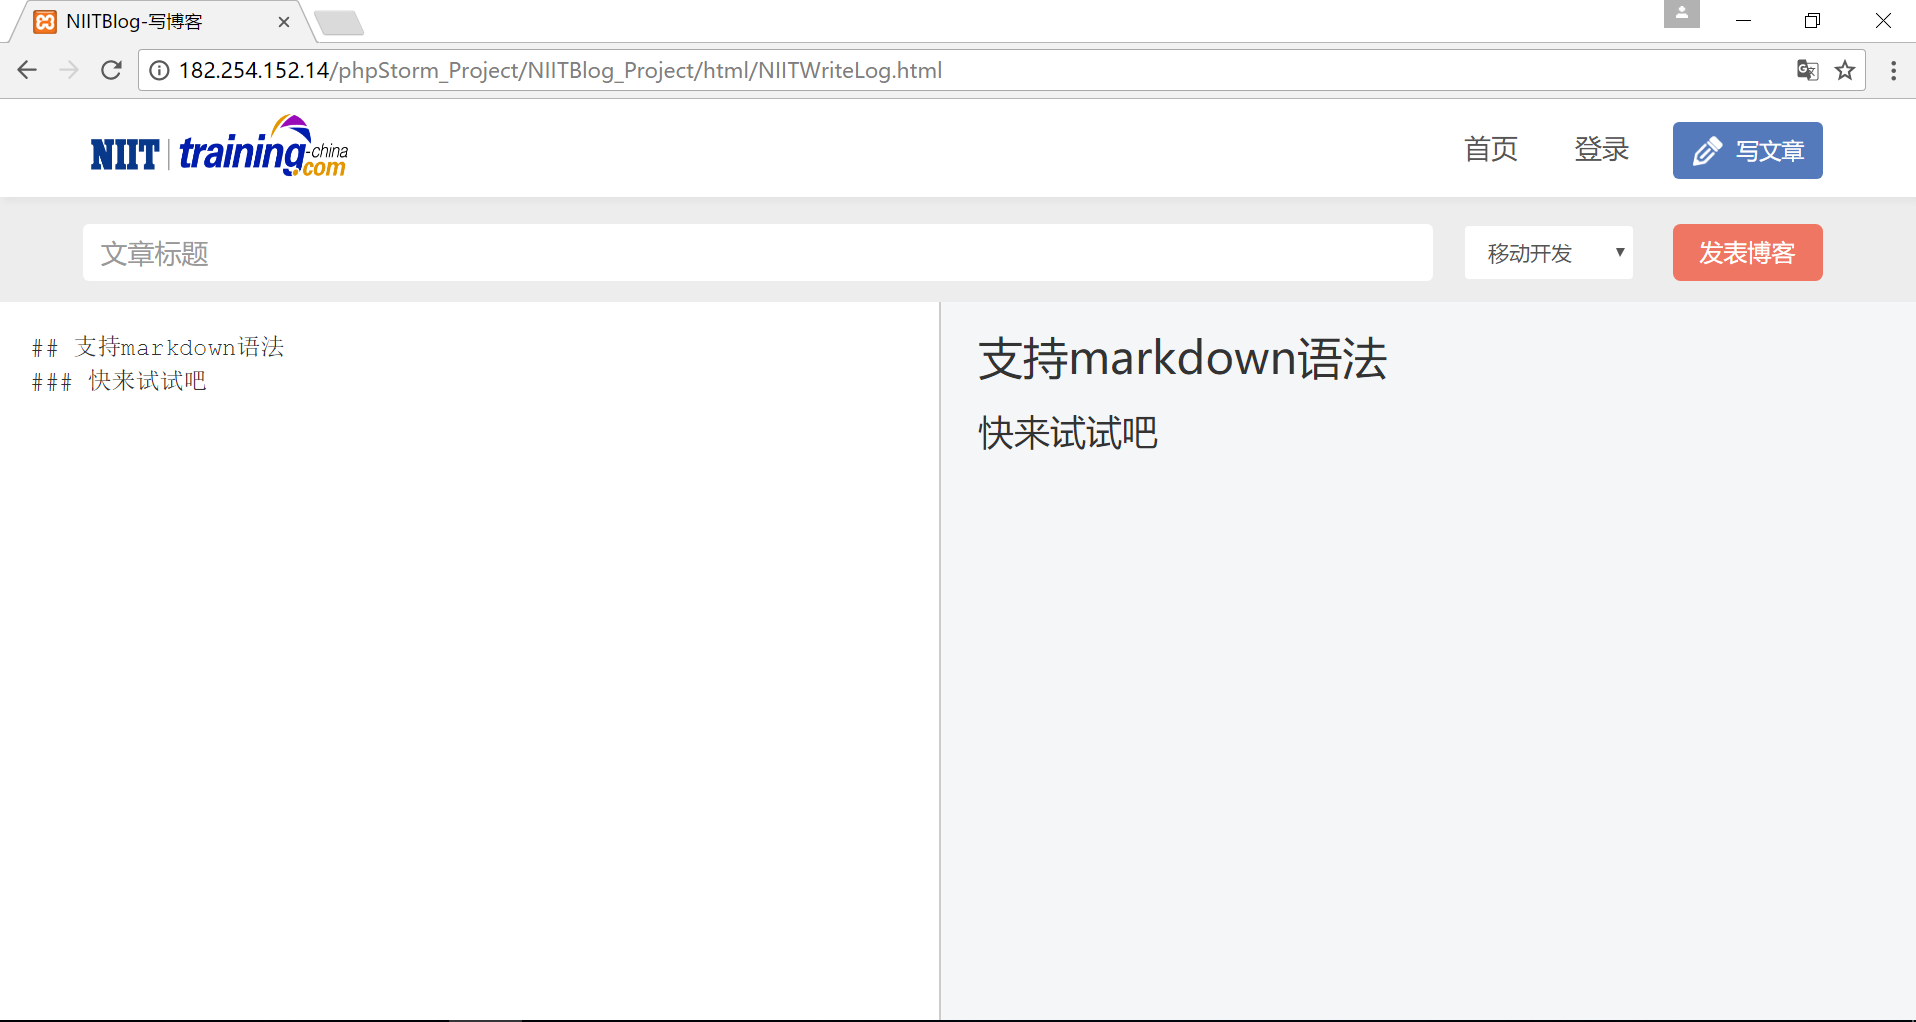 NIITBlog-写博客
182.254.152.14/phpStorm_Project/NIITBlog_Project/html/NIITWriteLog.html
NIIT training-china.com
首页 登录 写文章
文章标题 移动开发 发表博客
## 支持markdown语法
### 快来试试吧
支持markdown语法
快来试试吧